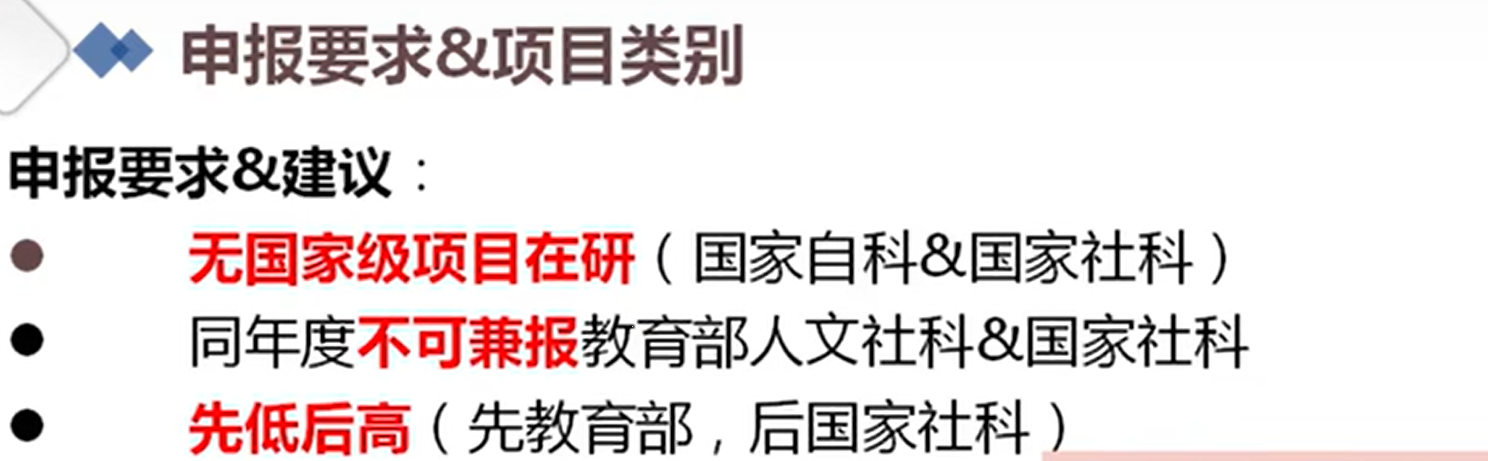 申报要求&项目类别
申报要求&建议：
● 无国家级项目在研（国家自科&国家社科）
● 同年度不可兼报教育部人文社科&国家社科
● 先低后高（先教育部，后国家社科）